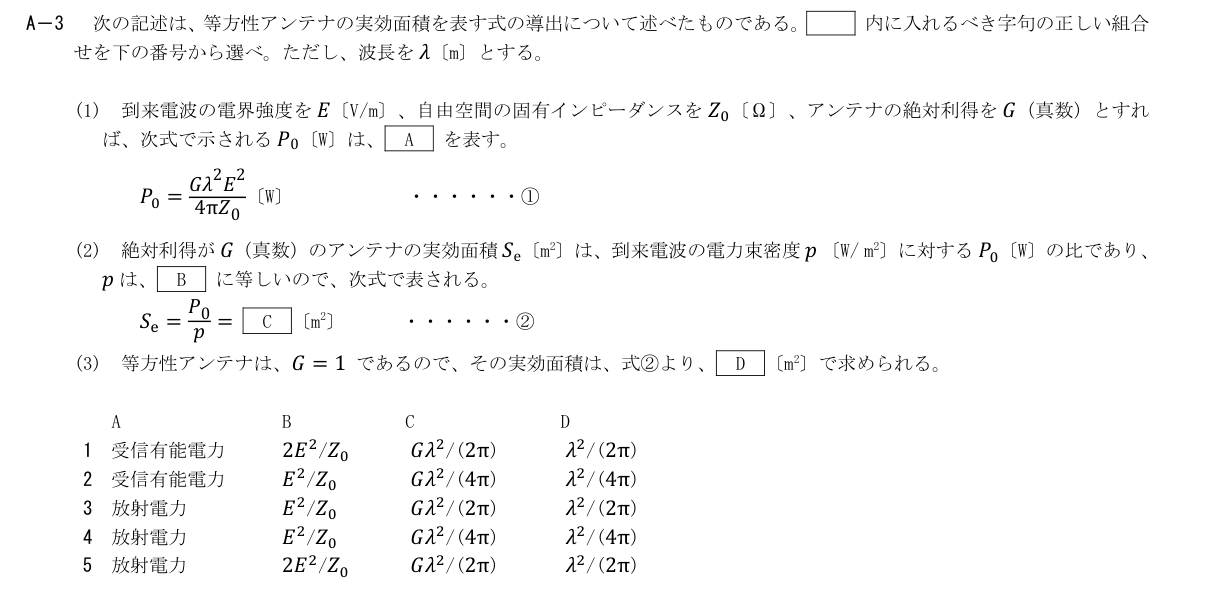 A-3 次の記述は、等方性アンテナの実効面積を表す式の導出について述べたものである。 内に入れるべき字句の正しい組合
せを下の番号から選べ。ただし、波長を λ〔m〕とする。
(1) 到来電波の電界強度を E〔V/m〕、自由空間の固有インピーダンスを Z₀〔Ω〕、アンテナの絶対利得を G（真数）とすれ
ば、次式で示される P₀〔W〕は、 A を表す。
P₀ = Gλ²E²/4πZ₀〔W〕 ・・・・・・①
(2) 絶対利得が G（真数）のアンテナの実効面積 Sₑ〔m²〕は、到来電波の電力束密度 p〔W/m²〕に対する P₀〔W〕の比であり、
p は、 B に等しいので、次式で表される。
Sₑ = P₀/p = C〔m²〕 ・・・・・・②
(3) 等方性アンテナは、G = 1 であるので、その実効面積は、式②より、 D〔m²〕で求められる。
A B C D
1 受信有能電力 2E²/Z₀ Gλ²/(2π) λ²/(2π)
2 受信有能電力 E²/Z₀ Gλ²/(4π) λ²/(4π)
3 放射電力 E²/Z₀ Gλ²/(2π) λ²/(2π)
4 放射電力 E²/Z₀ Gλ²/(4π) λ²/(4π)
5 放射電力 2E²/Z₀ Gλ²/(2π) λ²/(2π)